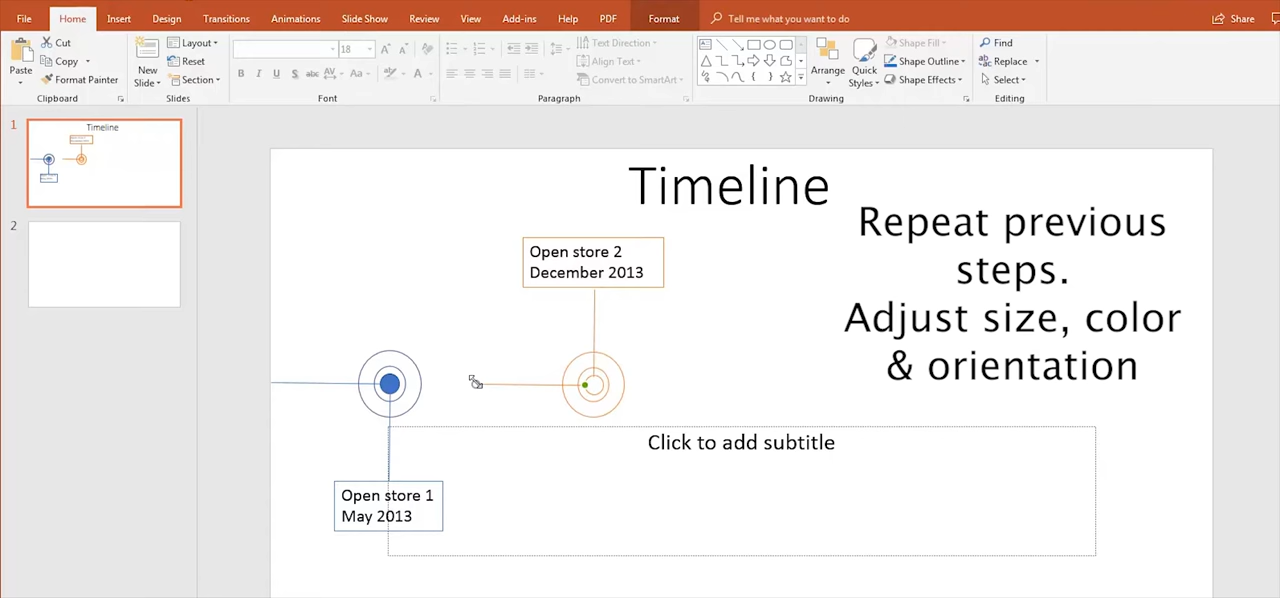 File Home Insert Design Transitions Animations Slide Show Review View Add-ins Help PDF Format Tell me what you want to do Share
Paste
Cut
Copy
Format Painter
Clipboard
New
Slide
Layout
Reset
Section
Slides
18
B I U S abc AV Aa A
Font
Text Direction
Align Text
Convert to SmartArt
Paragraph
Arrange
Quick
Styles
Shape Fill
Shape Outline
Shape Effects
Drawing
Find
Replace
Select
Editing
1
Timeline
2
Timeline
Repeat previous
steps.
Adjust size, color
& orientation
Open store 2
December 2013
Click to add subtitle
Open store 1
May 2013